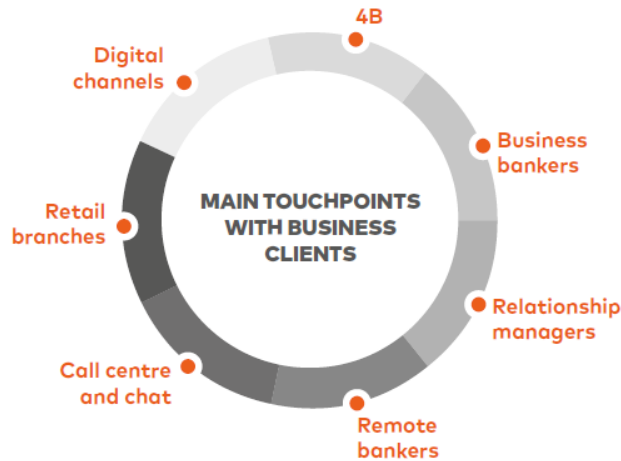 4B
Digital
channels
Business
bankers
MAIN TOUCHPOINTS
WITH BUSINESS
CLIENTS
Retail
branches
Relationship
managers
Call centre
and chat
Remote
bankers